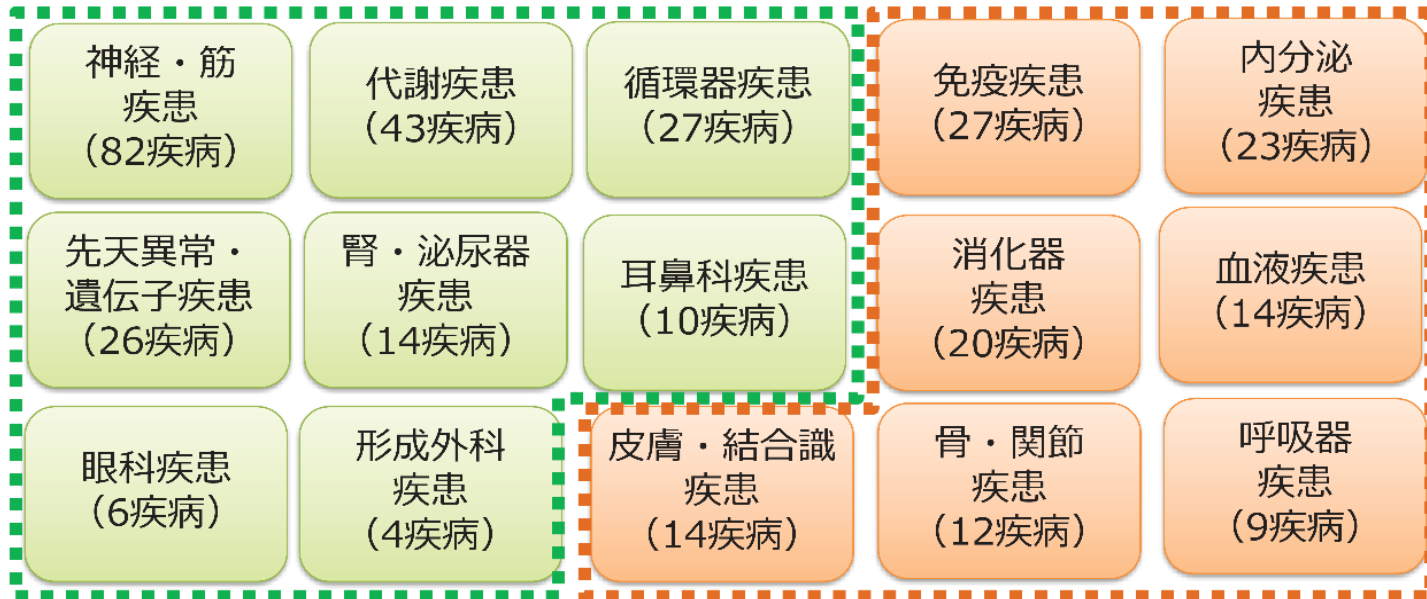 神経・筋
疾患
(82疾病)
代謝疾患
(43疾病)
循環器疾患
(27疾病)
免疫疾患
(27疾病)
内分泌
疾患
(23疾病)
先天異常・
遺伝子疾患
(26疾病)
腎・泌尿器
疾患
(14疾病)
耳鼻科疾患
(10疾病)
消化器
疾患
(20疾病)
血液疾患
(14疾病)
眼科疾患
(6疾病)
形成外科
疾患
(4疾病)
皮膚・結合識
疾患
(14疾病)
骨・関節
疾患
(12疾病)
呼吸器
疾患
(9疾病)